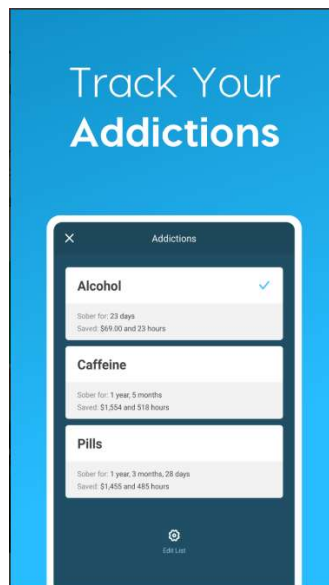 Track Your
Addictions
Addictions
Alcohol
Sober for: 23 days
Saved: $69.00 and 23 hours
Caffeine
Sober for: 1 year, 5 months
Saved: $1,554 and 518 hours
Pills
Sober for: 1 year, 3 months, 28 days
Saved: $1,455 and 485 hours
Edit List